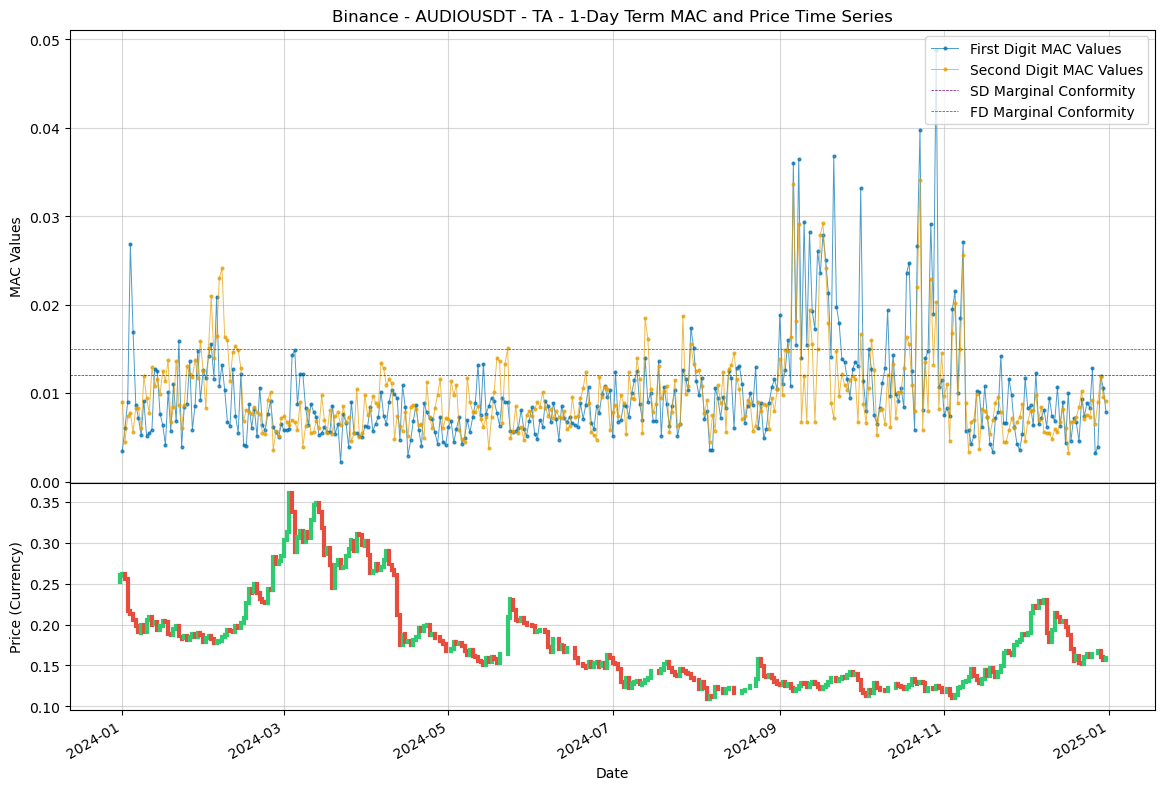 Binance - AUDIOUSDT - TA - 1-Day Term MAC and Price Time Series
First Digit MAC Values
Second Digit MAC Values
SD Marginal Conformity
FD Marginal Conformity
MAC Values
0.05
0.04
0.03
0.02
0.01
0.00
Price (Currency)
0.35
0.30
0.25
0.20
0.15
0.10
2024-01
2024-03
2024-05
2024-07
2024-09
2024-11
2025-01
Date